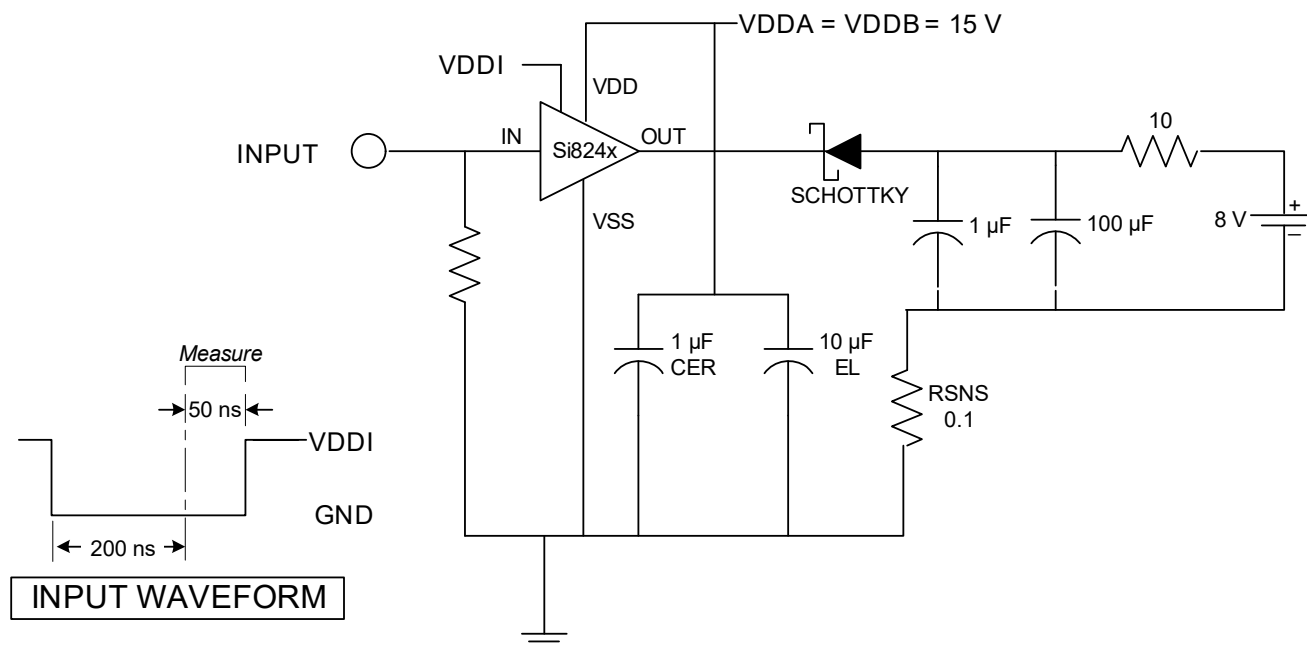 VDDA = VDDB = 15 V
VDDI
VDD
10
INPUT
IN
Si824x
OUT
SCHOTTKY
VSS
1 µF
100 µF
8 V
+
–
Measure
50 ns
1 µF
CER
10 µF
EL
RSNS
0.1
VDDI
GND
200 ns
INPUT WAVEFORM